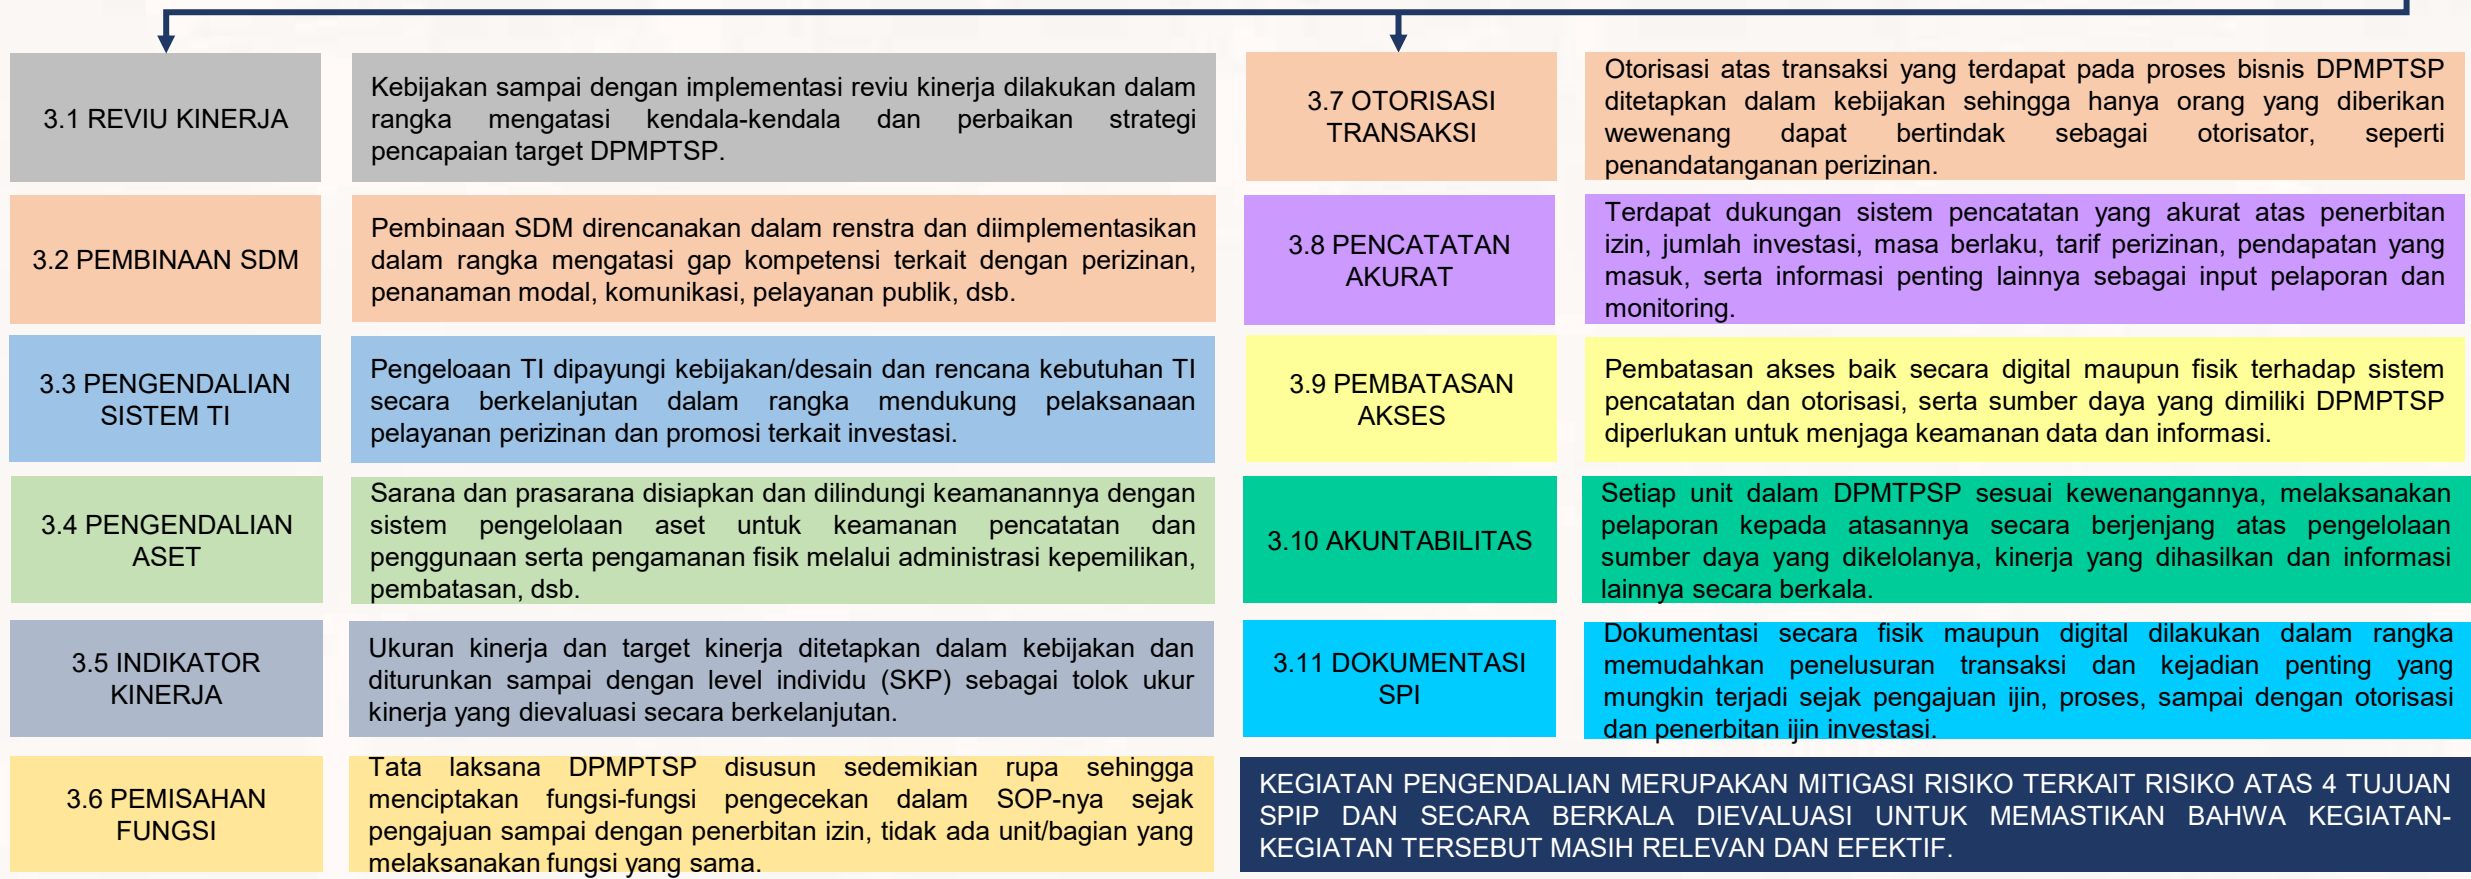 3.1 REVIU KINERJA
Kebijakan sampai dengan implementasi reviu kinerja dilakukan dalam
rangka mengatasi kendala-kendala dan perbaikan strategi
pencapaian target DPMPTSP.
3.2 PEMBINAAN SDM
Pembinaan SDM direncanakan dalam renstra dan diimplementasikan
dalam rangka mengatasi gap kompetensi terkait dengan perizinan,
penanaman modal, komunikasi, pelayanan publik, dsb.
3.3 PENGENDALIAN
SISTEM TI
Pengeloaan TI dipayungi kebijakan/desain dan rencana kebutuhan TI
secara berkelanjutan dalam rangka mendukung pelaksanaan
pelayanan perizinan dan promosi terkait investasi.
3.4 PENGENDALIAN
ASET
Sarana dan prasarana disiapkan dan dilindungi keamanannya dengan
sistem pengelolaan aset untuk keamanan pencatatan dan
penggunaan serta pengamanan fisik melalui administrasi kepemilikan,
pembatasan, dsb.
3.5 INDIKATOR
KINERJA
Ukuran kinerja dan target kinerja ditetapkan dalam kebijakan dan
diturunkan sampai dengan level individu (SKP) sebagai tolok ukur
kinerja yang dievaluasi secara berkelanjutan.
3.6 PEMISAHAN
FUNGSI
Tata laksana DPMPTSP disusun sedemikian rupa sehingga
menciptakan fungsi-fungsi pengecekan dalam SOP-nya sejak
pengajuan sampai dengan penerbitan izin, tidak ada unit/bagian yang
melaksanakan fungsi yang sama.
3.7 OTORISASI
TRANSAKSI
Otorisasi atas transaksi yang terdapat pada proses bisnis DPMPTSP
ditetapkan dalam kebijakan sehingga hanya orang yang diberikan
wewenang dapat bertindak sebagai otorisator, seperti
penandatanganan perizinan.
3.8 PENCATATAN
AKURAT
Terdapat dukungan sistem pencatatan yang akurat atas penerbitan
izin, jumlah investasi, masa berlaku, tarif perizinan, pendapatan yang
masuk, serta informasi penting lainnya sebagai input pelaporan dan
monitoring.
3.9 PEMBATASAN
AKSES
Pembatasan akses baik secara digital maupun fisik terhadap sistem
pencatatan dan otorisasi, serta sumber daya yang dimiliki DPMPTSP
diperlukan untuk menjaga keamanan data dan informasi.
3.10 AKUNTABILITAS
Setiap unit dalam DPMTPSP sesuai kewenangannya, melaksanakan
pelaporan kepada atasannya secara berjenjang atas pengelolaan
sumber daya yang dikelolanya, kinerja yang dihasilkan dan informasi
lainnya secara berkala.
3.11 DOKUMENTASI
SPI
Dokumentasi secara fisik maupun digital dilakukan dalam rangka
memudahkan penelusuran transaksi dan kejadian penting yang
mungkin terjadi sejak pengajuan ijin, proses, sampai dengan otorisasi
dan penerbitan ijin investasi.
KEGIATAN PENGENDALIAN MERUPAKAN MITIGASI RISIKO TERKAIT RISIKO ATAS 4 TUJUAN
SPIP DAN SECARA BERKALA DIEVALUASI UNTUK MEMASTIKAN BAHWA KEGIATAN-
KEGIATAN TERSEBUT MASIH RELEVAN DAN EFEKTIF.